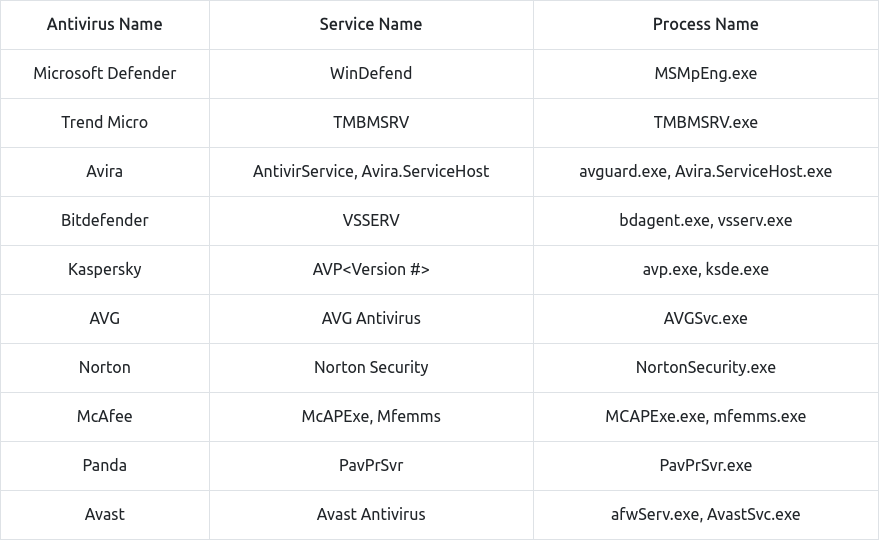 Antivirus Name Service Name Process Name
Microsoft Defender WinDefend MSMpEng.exe
Trend Micro TMBMSRV TMBMSRV.exe
Avira AntivirService, Avira.ServiceHost avguard.exe, Avira.ServiceHost.exe
Bitdefender VSSERV bdagent.exe, vsserv.exe
Kaspersky AVP<Version #> avp.exe, ksde.exe
AVG AVG Antivirus AVGSvc.exe
Norton Norton Security NortonSecurity.exe
McAfee McAPExe, Mfemms MCAPExe.exe, mfemms.exe
Panda PavPrSvr PavPrSvr.exe
Avast Avast Antivirus afwServ.exe, AvastSvc.exe